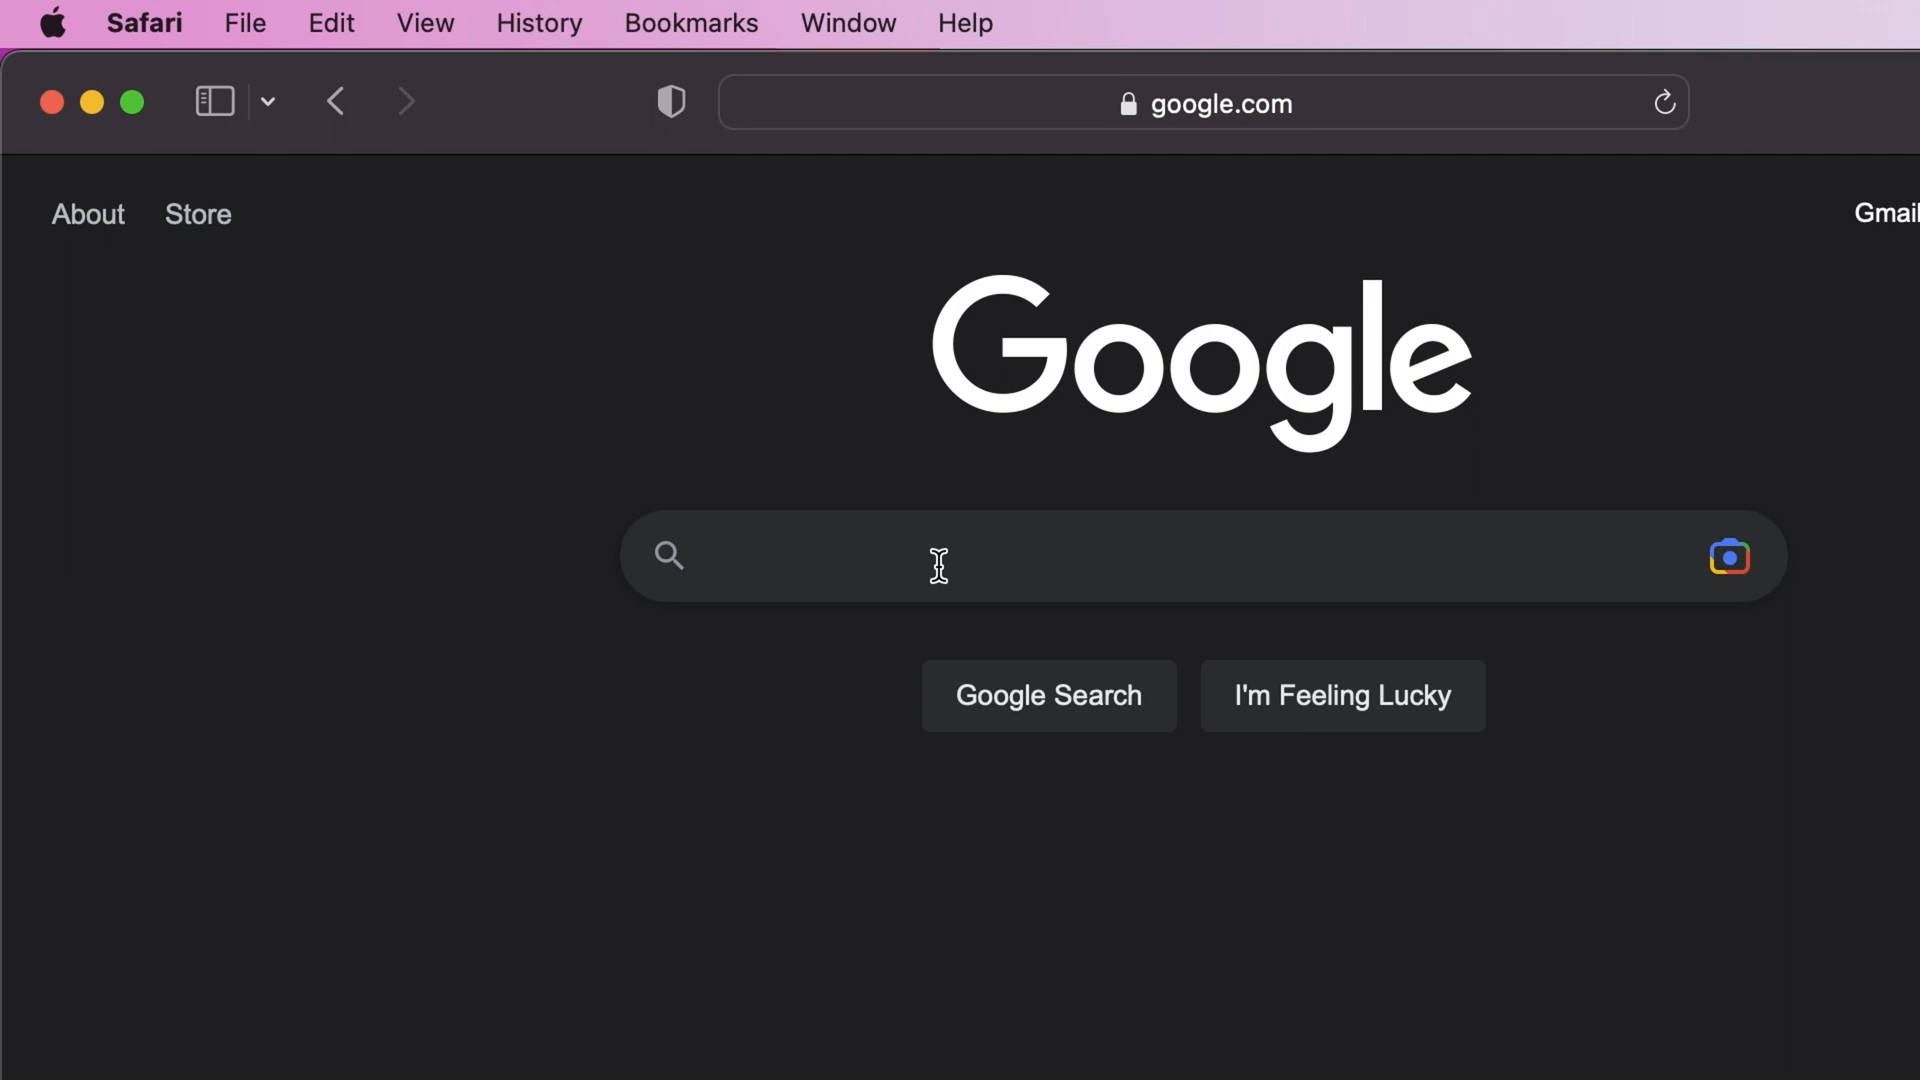 Safari File Edit View History Bookmarks Window Help
google.com
About Store
Gmail
Google
Google Search I'm Feeling Lucky